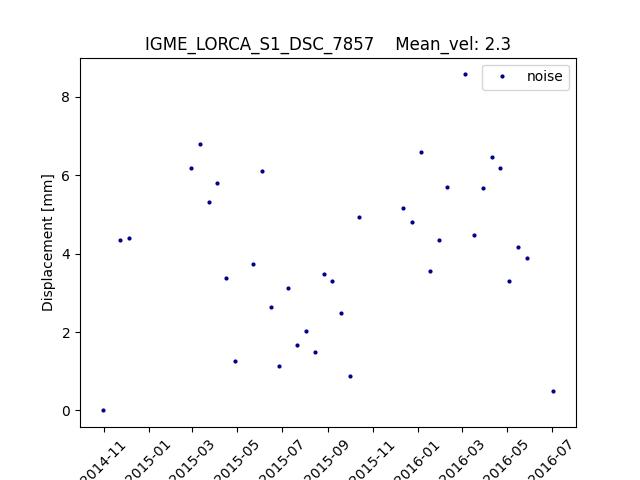 IGME_LORCA_S1_DSC_7857    Mean_vel: 2.3
noise
Displacement [mm]
8
6
4
2
0
2014-11 2015-01 2015-03 2015-05 2015-07 2015-09 2015-11 2016-01 2016-03 2016-05 2016-07